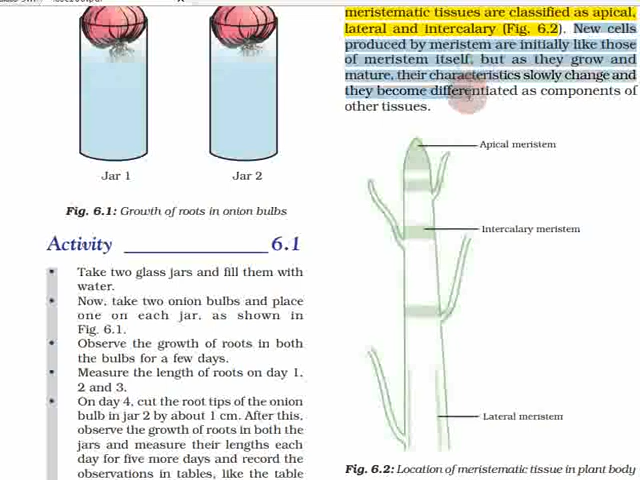 Jar 1
Jar 2
Fig. 6.1: Growth of roots in onion bulbs
Activity 6.1
• Take two glass jars and fill them with
water.
• Now, take two onion bulbs and place
one on each jar, as shown in
Fig. 6.1.
• Observe the growth of roots in both
the bulbs for a few days.
• Measure the length of roots on day 1,
2 and 3.
• On day 4, cut the root tips of the onion
bulb in jar 2 by about 1 cm. After this,
observe the growth of roots in both the
jars and measure their lengths each
day for five more days and record the
observations in tables, like the table
meristematic tissues are classified as apical,
lateral and intercalary (Fig. 6.2). New cells
produced by meristem are initially like those
of meristem itself, but as they grow and
mature, their characteristics slowly change and
they become differentiated as components of
other tissues.
Apical meristem
Intercalary meristem
Lateral meristem
Fig. 6.2: Location of meristematic tissue in plant body